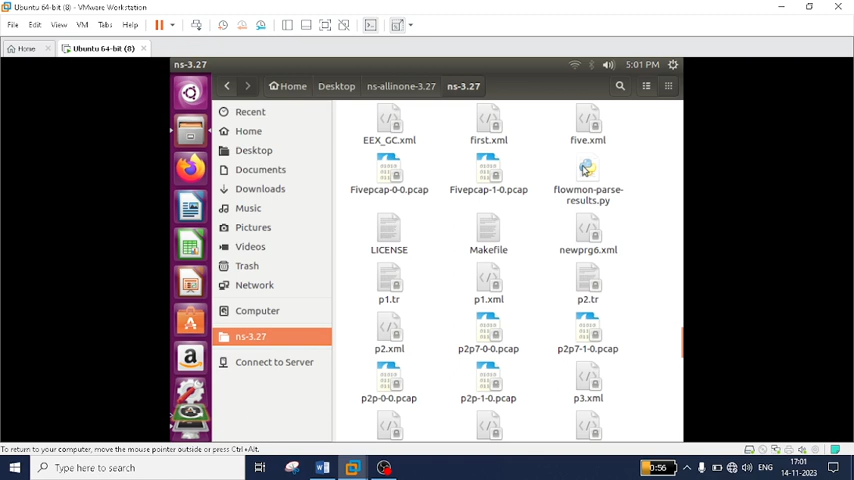 Ubuntu 64-bit (8) - VMware Workstation
File Edit View VM Tabs Help
Home Ubuntu 64-bit (8)
ns-3.27 5:01 PM
Home Desktop ns-allinone-3.27 ns-3.27
Recent
Home
Desktop
Documents
Downloads
Music
Pictures
Videos
Trash
Network
Computer
ns-3.27
Connect to Server
EEX_GC.xml first.xml five.xml
Fivepcap-0-0.pcap Fivepcap-1-0.pcap flowmon-parse-
results.py
LICENSE Makefile newprg6.xml
p1.tr p1.xml p2.tr
p2.xml p2p7-0-0.pcap p2p7-1-0.pcap
p2p-0-0.pcap p2p-1-0.pcap p3.xml
To return to your computer, move the mouse pointer outside or press Ctrl+Alt.
Type here to search
0:56 ENG 17:01
14-11-2023